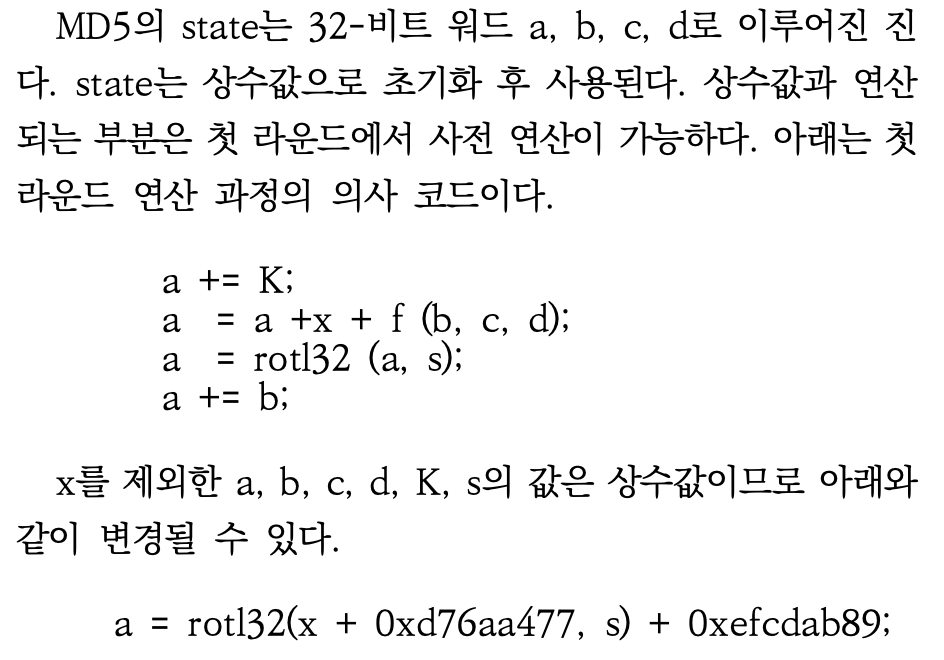 MD5의 state는 32-비트 워드 a, b, c, d로 이루어진 진
다. state는 상수값으로 초기화 후 사용된다. 상수값과 연산
되는 부분은 첫 라운드에서 사전 연산이 가능하다. 아래는 첫
라운드 연산 과정의 의사 코드이다.
a += K;
a = a +x + f (b, c, d);
a = rotl32 (a, s);
a += b;
x를 제외한 a, b, c, d, K, s의 값은 상수값이므로 아래와
같이 변경될 수 있다.
a = rotl32(x + 0xd76aa477, s) + 0xefcdab89;